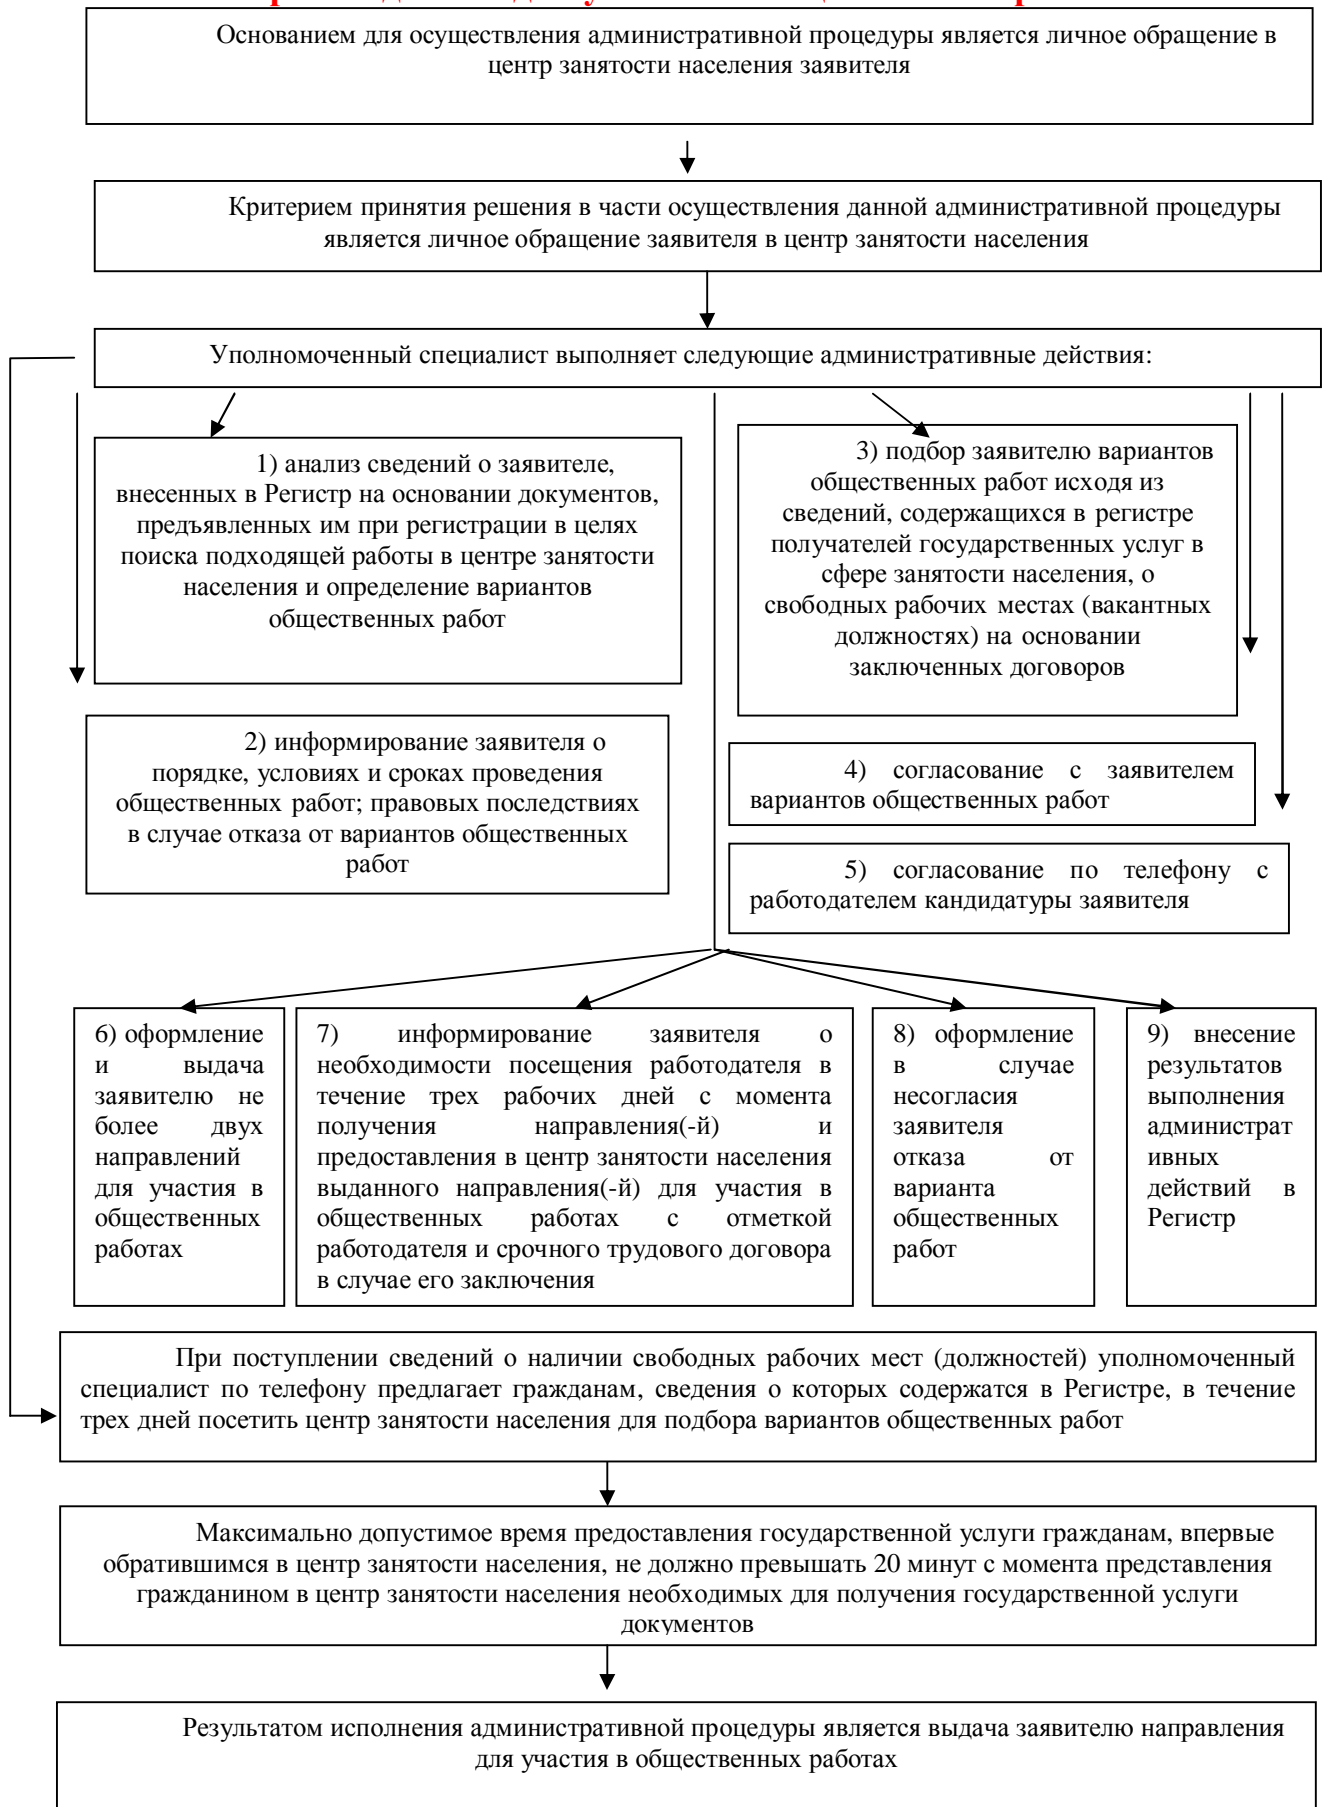 Основанием для осуществления административной процедуры является личное обращение в
центр занятости населения заявителя
Критерием принятия решения в части осуществления данной административной процедуры
является личное обращение заявителя в центр занятости населения
Уполномоченный специалист выполняет следующие административные действия:
1) анализ сведений о заявителе,
внесенных в Регистр на основании документов,
предъявленных им при регистрации в целях
поиска подходящей работы в центре занятости
населения и определение вариантов
общественных работ
2) информирование заявителя о
порядке, условиях и сроках проведения
общественных работ; правовых последствиях
в случае отказа от вариантов общественных
работ
3) подбор заявителю вариантов
общественных работ исходя из
сведений, содержащихся в регистре
получателей государственных услуг в
сфере занятости населения, о
свободных рабочих местах (вакантных
должностях) на основании
заключенных договоров
4) согласование с заявителем
вариантов общественных работ
5) согласование по телефону с
работодателем кандидатуры заявителя
6) оформление
и выдача
заявителю не
более двух
направлений
для участия в
общественных
работах
7) информирование заявителя о
необходимости посещения работодателя в
течение трех рабочих дней с момента
получения направления(-й) и
предоставления в центр занятости населения
выданного направления(-й) для участия в
общественных работах с отметкой
работодателя и срочного трудового договора
в случае его заключения
8) оформление
в случае
несогласия
заявителя
отказа от
варианта
общественных
работ
9) внесение
результатов
выполнения
администрат
ивных
действий в
Регистр
При поступлении сведений о наличии свободных рабочих мест (должностей) уполномоченный
специалист по телефону предлагает гражданам, сведения о которых содержатся в Регистре, в течение
трех дней посетить центр занятости населения для подбора вариантов общественных работ
Максимально допустимое время предоставления государственной услуги гражданам, впервые
обратившимся в центр занятости населения, не должно превышать 20 минут с момента представления
гражданином в центр занятости населения необходимых для получения государственной услуги
документов
Результатом исполнения административной процедуры является выдача заявителю направления
для участия в общественных работах